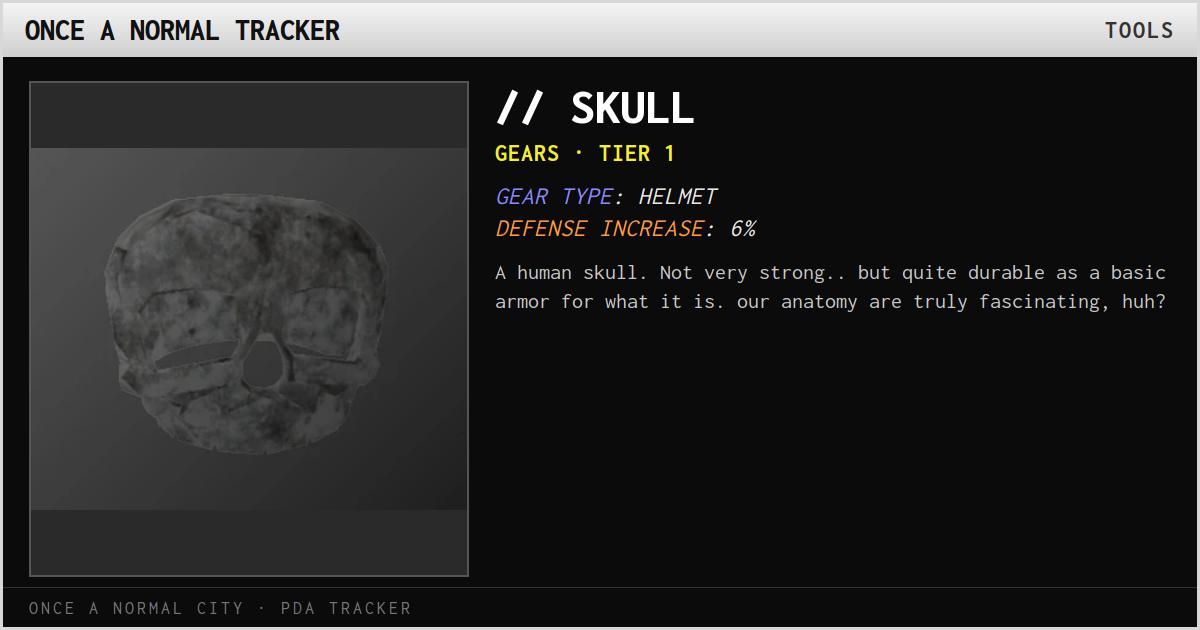 ONCE A NORMAL TRACKER
TOOLS
// SKULL
GEARS · TIER 1
GEAR TYPE: HELMET
DEFENSE INCREASE: 6%
A human skull. Not very strong.. but quite durable as a basic
armor for what it is. our anatomy are truly fascinating, huh?
ONCE A NORMAL CITY · PDA TRACKER